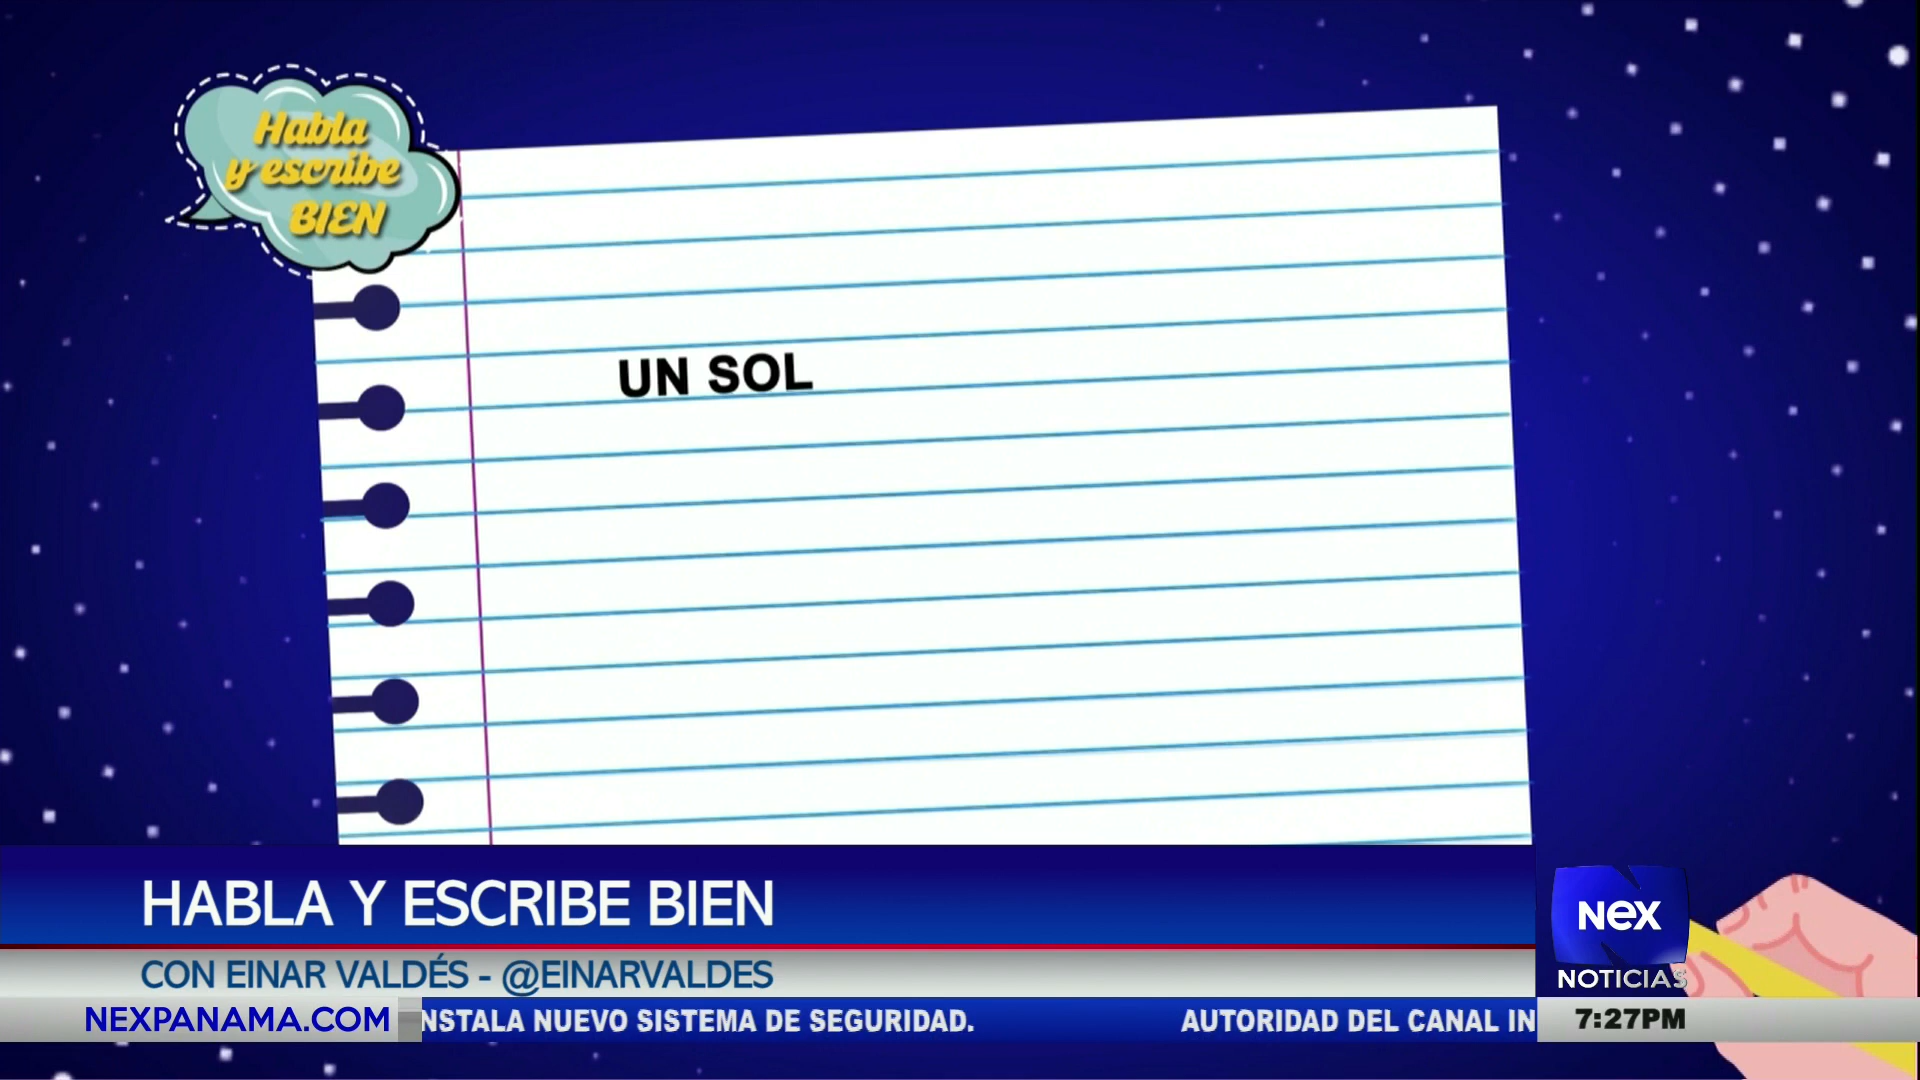 Habla
y escribe
BIEN
UN SOL
HABLA Y ESCRIBE BIEN
CON EINAR VALDÉS - @EINARVALDES
nex
NOTICIAS
NEXPANAMA.COM
NSTALA NUEVO SISTEMA DE SEGURIDAD. AUTORIDAD DEL CANAL IN
7:27PM